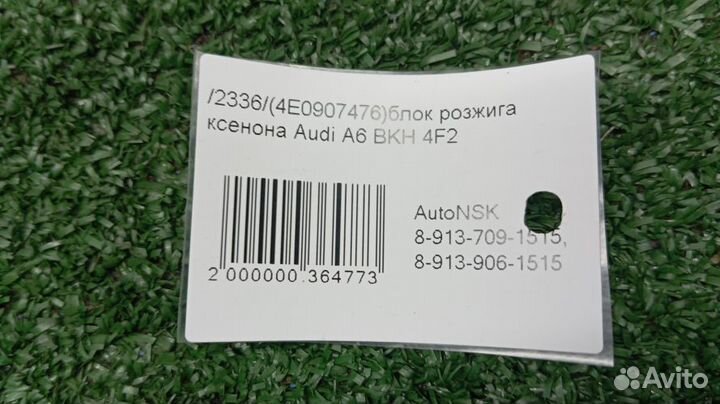 /2336/(4E0907476)блок розжига
ксенона Audi A6 BKH 4F2
AutoNSK
8-913-709-1515,
8-913-906-1515
2 000000 364773
Avito